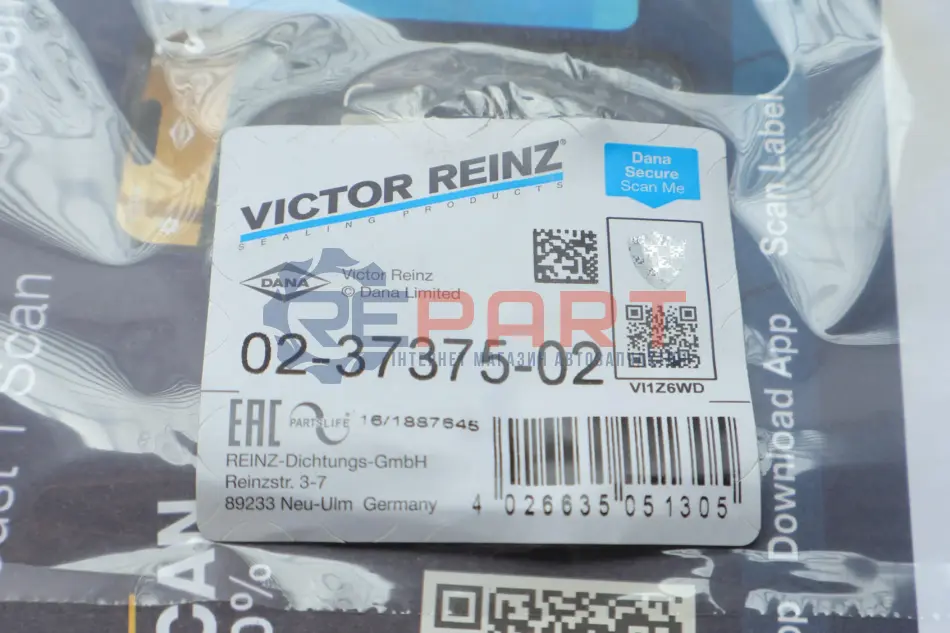 VICTOR REINZ®
SEALING PRODUCTS
Dana
Secure
Scan Me
DANA
Victor Reinz
© Dana Limited
REPART
ІНТЕРНЕТ МАГАЗИН
02-37375-02
VI1Z6WD
EAC
PARTSLIFE
16/1887645
REINZ-Dichtungs-GmbH
Reinzstr. 3-7
89233 Neu-Ulm Germany
4 026635 051305
Scan
Scan Label
Download App